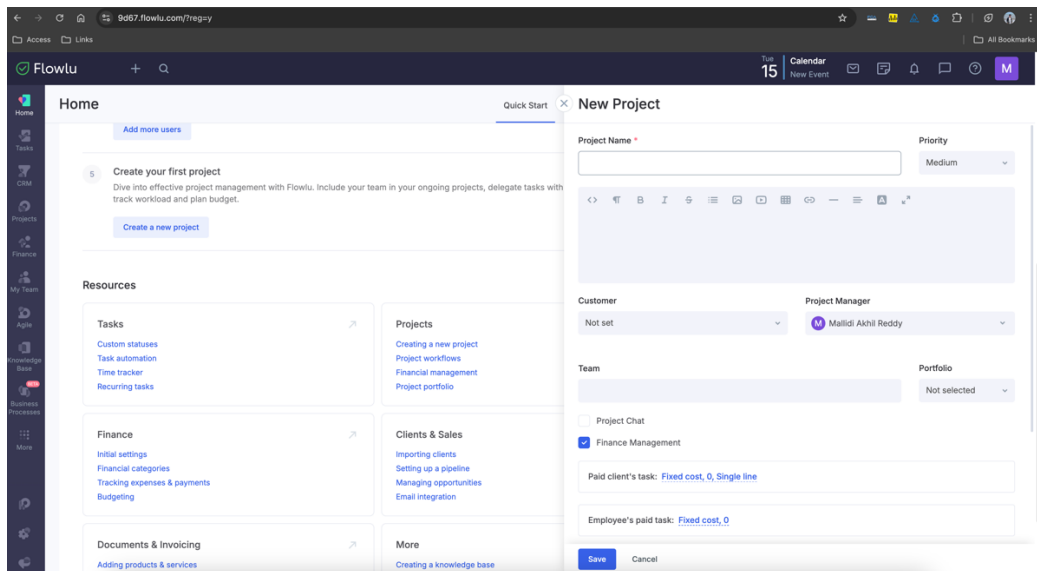 9d67.flowlu.com/?reg=y
Access Links All Bookmarks
Flowlu
Tue
15
Calendar
New Event
M
Home
Tasks
CRM
Projects
Finance
My Team
Agile
Knowledge
Base
BETA
Business
Processes
More
Home
Quick Start
Add more users
5 Create your first project
Dive into effective project management with Flowlu. Include your team in your ongoing projects, delegate tasks with
track workload and plan budget.
Create a new project
Resources
Tasks
Custom statuses
Task automation
Time tracker
Recurring tasks
Projects
Creating a new project
Project workflows
Financial management
Project portfolio
Finance
Initial settings
Financial categories
Tracking expenses & payments
Budgeting
Clients & Sales
Importing clients
Setting up a pipeline
Managing opportunities
Email integration
Documents & Invoicing
Adding products & services
More
Creating a knowledge base
New Project
Project Name *
Priority
Medium
Customer
Not set
Project Manager
M Mallidi Akhil Reddy
Team
Portfolio
Not selected
Project Chat
Finance Management
Paid client's task: Fixed cost, 0, Single line
Employee's paid task: Fixed cost, 0
Save Cancel